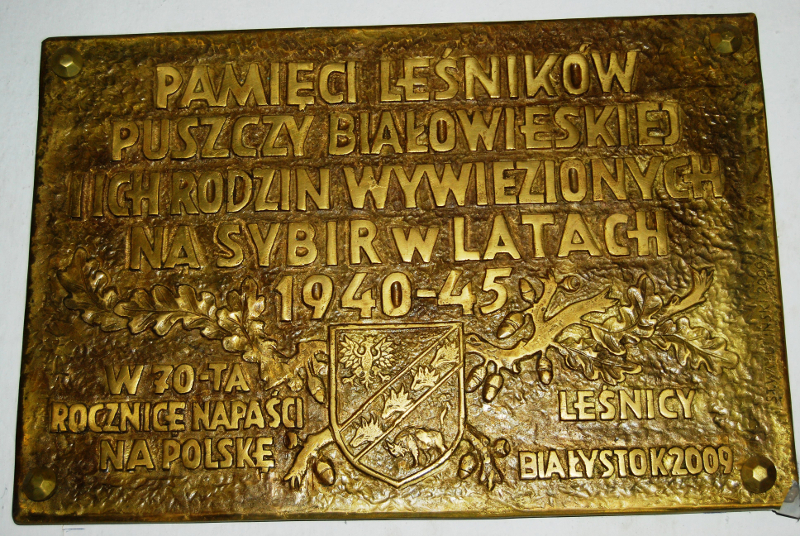 PAMIĘCI LEŚNIKÓW
PUSZCZY BIAŁOWIESKIEJ
I ICH RODZIN WYWIEZIONYCH
NA SYBIR W LATACH
1940-45
W 70-TA
ROCZNICE NAPAŚCI
NA POLSKĘ
LEŚNICY
BIAŁYSTOK 2009